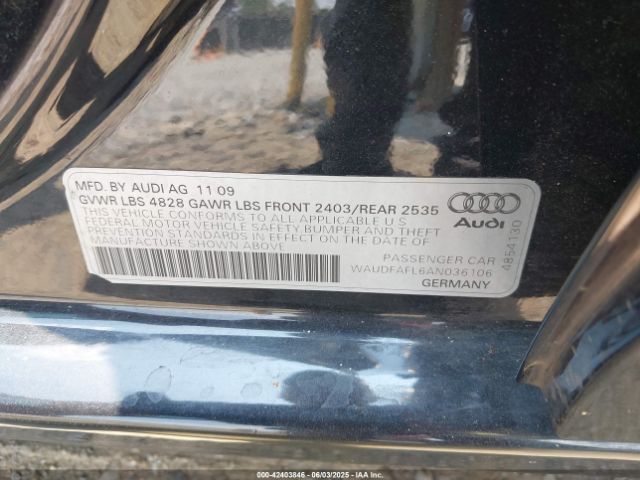 MFD. BY AUDI AG 11 09
GVWR LBS 4828 GAWR LBS FRONT 2403/REAR 2535
THIS VEHICLE CONFORMS TO ALL APPLICABLE U S
FEDERAL MOTOR VEHICLE SAFETY BUMPER AND THEFT
PREVENTION STANDARDS IN EFFECT ON THE DATE OF
MANUFACTURE SHOWN ABOVE.
Audi
4854130
PASSENGER CAR
WAUDFAFL6AN036106
GERMANY
000-42403846 - 06/03/2025 - IAAI.COM